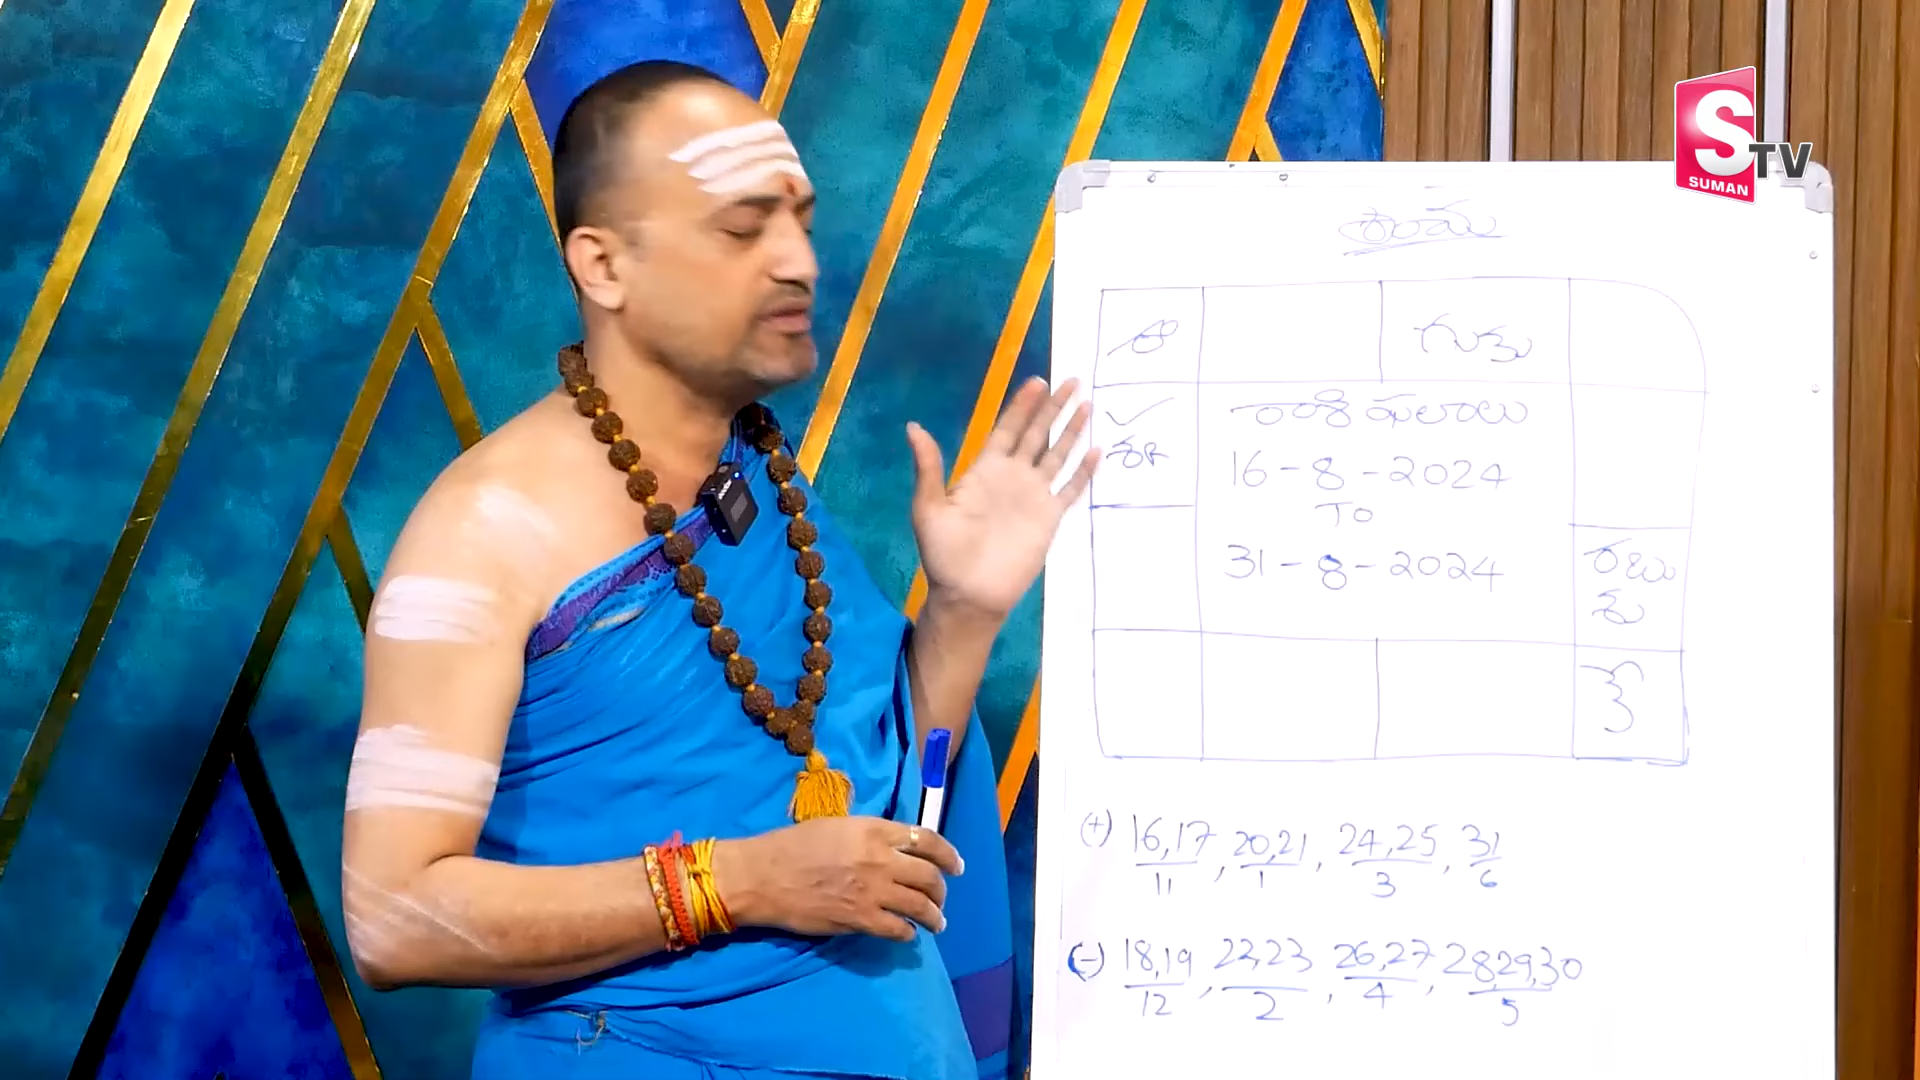 S TV
SUMAN
శ్రీరామ
రా
గు కు
రాశి ఫలాలు
శని
16-8-2024
To
31-8-2024
ర బు
శు
కే
(+) 16,17, 20,21, 24,25, 31
11 1 3 6
(-) 18,19, 22,23, 26,27, 28,29,30
12 2 4 5